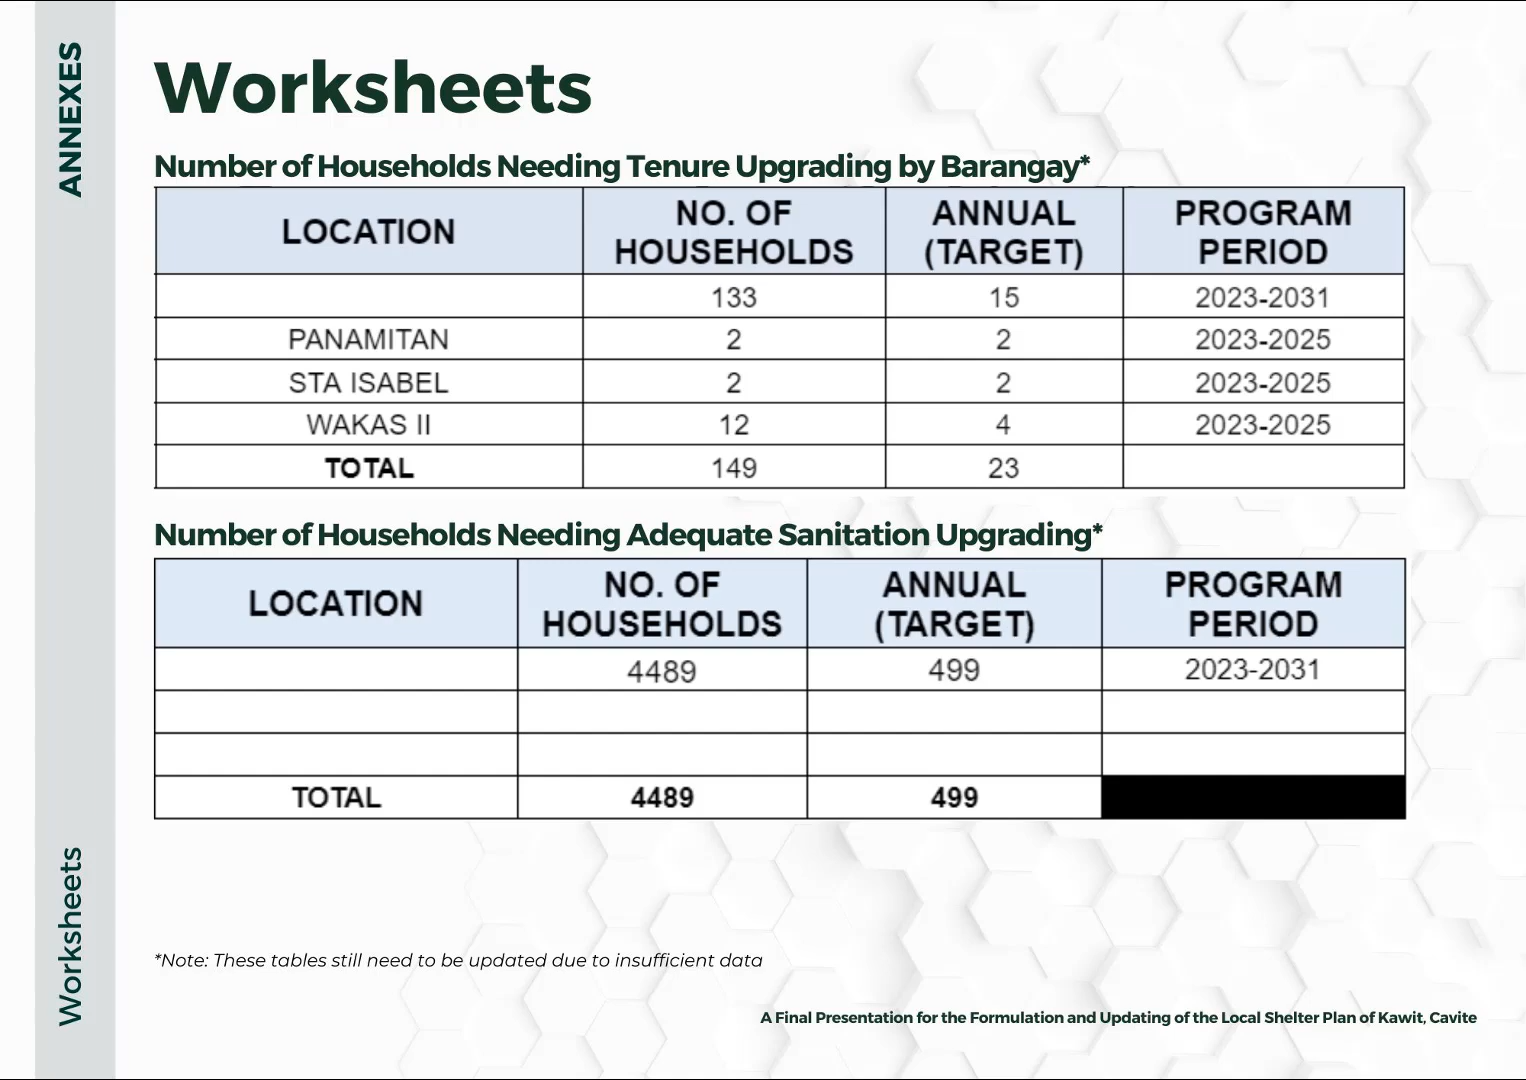 ANNEXES
Worksheets
Number of Households Needing Tenure Upgrading by Barangay*
LOCATION NO. OF HOUSEHOLDS ANNUAL (TARGET) PROGRAM PERIOD
133 15 2023-2031
PANAMITAN 2 2 2023-2025
STA ISABEL 2 2 2023-2025
WAKAS II 12 4 2023-2025
TOTAL 149 23
Number of Households Needing Adequate Sanitation Upgrading*
LOCATION NO. OF HOUSEHOLDS ANNUAL (TARGET) PROGRAM PERIOD
4489 499 2023-2031
TOTAL 4489 499
Worksheets
*Note: These tables still need to be updated due to insufficient data
A Final Presentation for the Formulation and Updating of the Local Shelter Plan of Kawit, Cavite